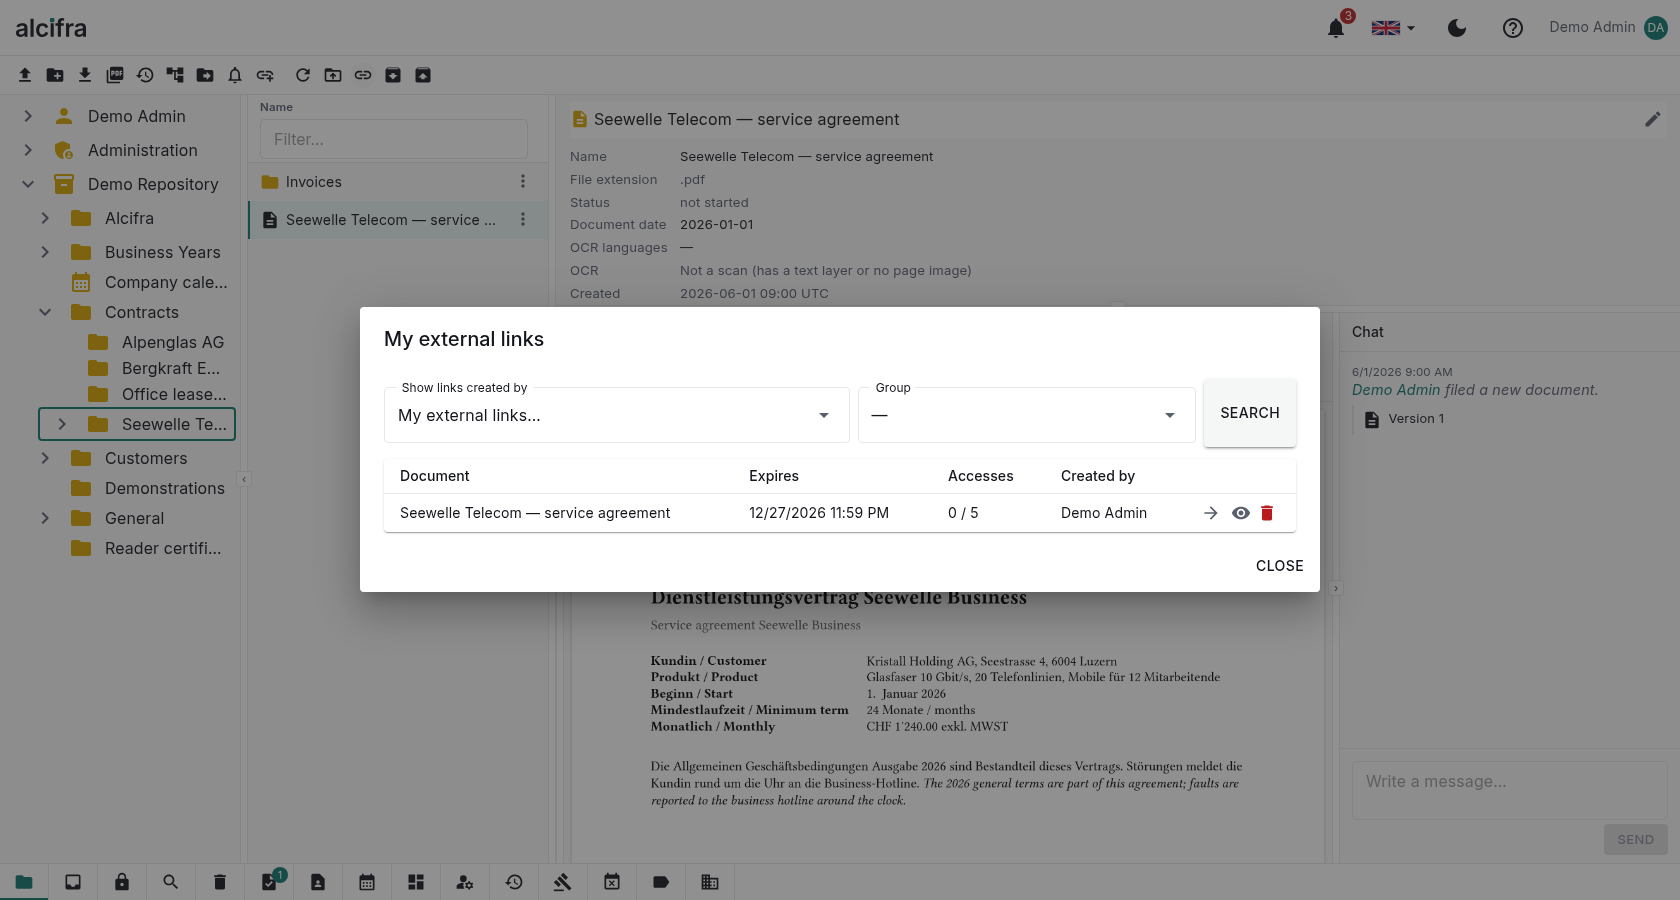 alcifra
3
Demo Admin
DA
Demo Admin
Administration
Demo Repository
Alcifra
Business Years
Company cale...
Contracts
Alpenglas AG
Bergkraft E...
Office lease...
Seewelle Te...
Customers
Demonstrations
General
Reader certifi...
Name
Filter...
Invoices
Seewelle Telecom — service ...
Seewelle Telecom — service agreement
Name Seewelle Telecom — service agreement
File extension .pdf
Status not started
Document date 2026-01-01
OCR languages —
OCR Not a scan (has a text layer or no page image)
Created 2026-06-01 09:00 UTC
My external links
Show links created by
My external links...
Group
—
SEARCH
Document Expires Accesses Created by
Seewelle Telecom — service agreement 12/27/2026 11:59 PM 0 / 5 Demo Admin
CLOSE
Dienstleistungsvertrag Seewelle Business
Service agreement Seewelle Business
Kundin / Customer Kristall Holding AG, Seestrasse 4, 6004 Luzern
Produkt / Product Glasfaser 10 Gbit/s, 20 Telefonlinien, Mobile für 12 Mitarbeitende
Beginn / Start 1. Januar 2026
Mindestlaufzeit / Minimum term 24 Monate / months
Monatlich / Monthly CHF 1'240.00 exkl. MWST
Die Allgemeinen Geschäftsbedingungen Ausgabe 2026 sind Bestandteil dieses Vertrags. Störungen meldet die
Kundin rund um die Uhr an die Business-Hotline. The 2026 general terms are part of this agreement; faults are
reported to the business hotline around the clock.
Chat
6/1/2026 9:00 AM
Demo Admin filed a new document.
Version 1
Write a message...
SEND
1